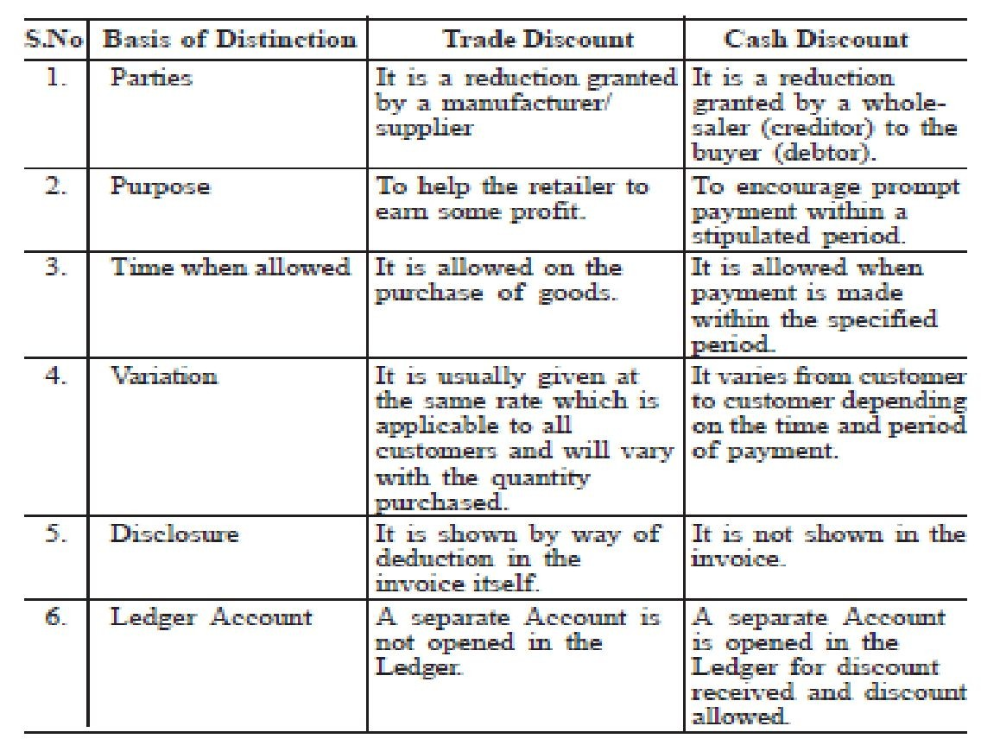 S.No Basis of Distinction Trade Discount Cash Discount
1. Parties It is a reduction granted It is a reduction
by a manufacturer/ granted by a whole-
supplier saler (creditor) to the
buyer (debtor).
2. Purpose To help the retailer to To encourage prompt
earn some profit. payment within a
stipulated period.
3. Time when allowed It is allowed on the It is allowed when
purchase of goods. payment is made
within the specified
period.
4. Variation It is usually given at It varies from customer
the same rate which is to customer depending
applicable to all on the time and period
customers and will vary of payment.
with the quantity
purchased.
5. Disclosure It is shown by way of It is not shown in the
deduction in the invoice.
invoice itself.
6. Ledger Account A separate Account is A separate Account
not opened in the is opened in the
Ledger. Ledger for discount
received and discount
allowed.